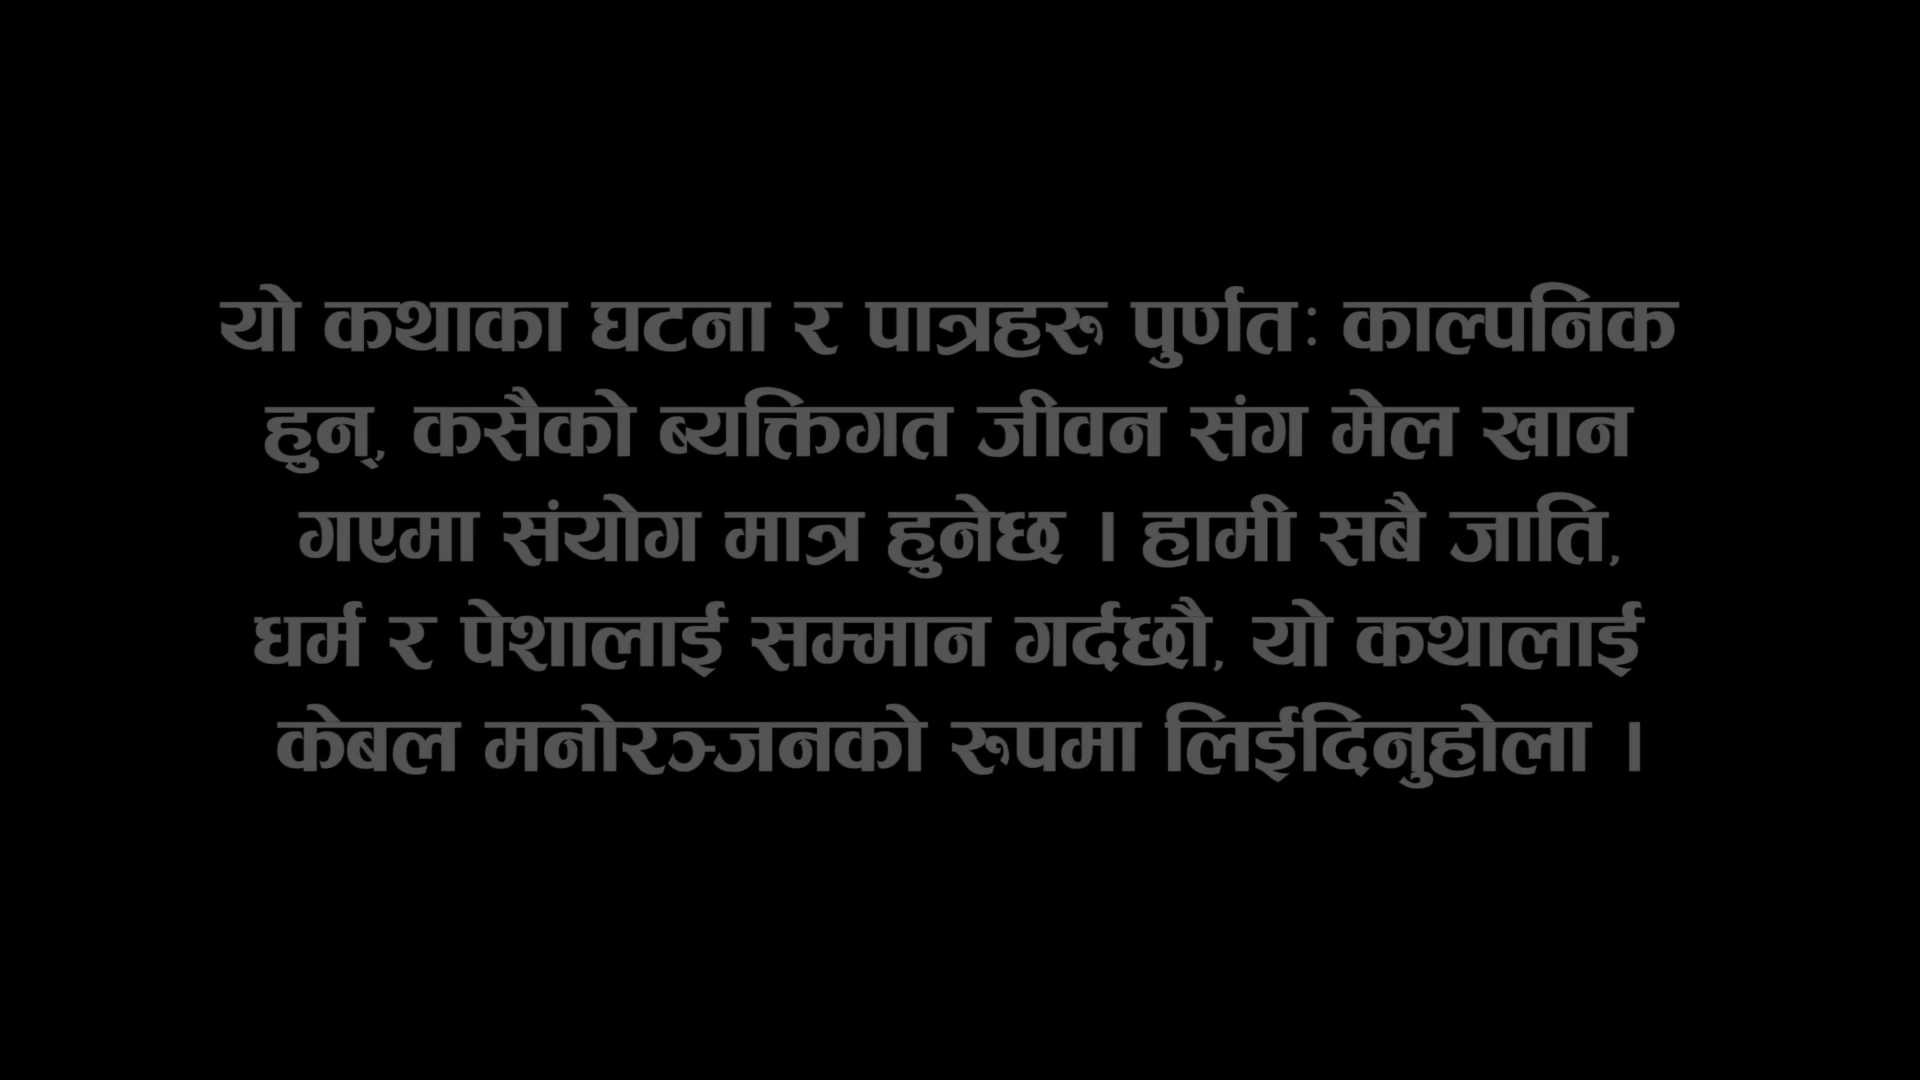 यो कथाका घटना र पात्रहरु पुर्णतः काल्पनिक
हुन्, कसैको ब्यक्तिगत जीवन संग मेल खान
गएमा संयोग मात्र हुनेछ । हामी सबै जाति,
धर्म र पेशालाई सम्मान गर्दछौ, यो कथालाई
केबल मनोरञ्जनको रुपमा लिईदिनुहोला ।